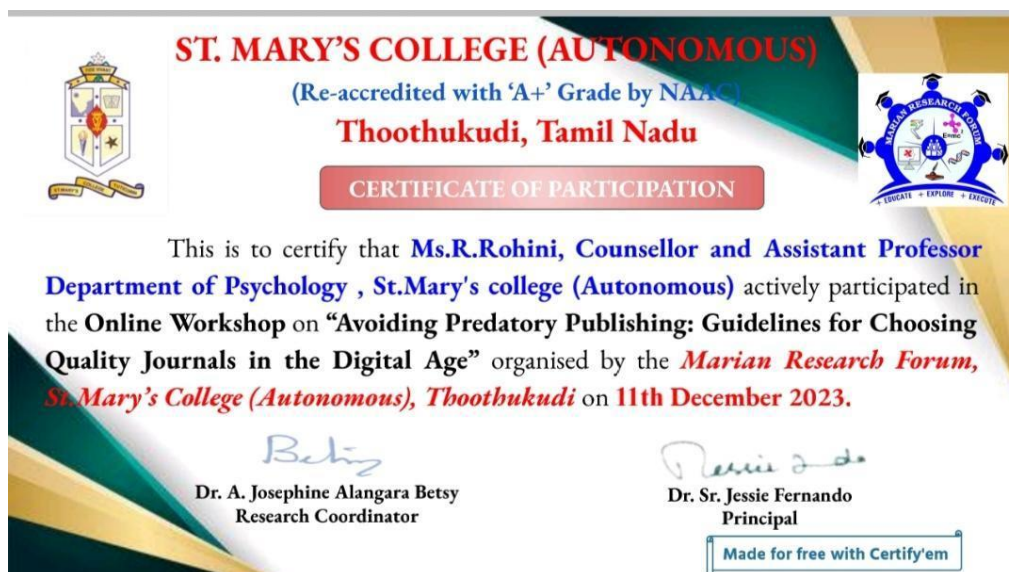 ST. MARY'S COLLEGE (AUTONOMOUS)
(Re-accredited with ‘A+’ Grade by NAAC)
Thoothukudi, Tamil Nadu
CERTIFICATE OF PARTICIPATION
MARIAN RESEARCH FORUM
+ EDUCATE + EXPLORE + EXECUTE
This is to certify that Ms.R.Rohini, Counsellor and Assistant Professor
Department of Psychology , St.Mary's college (Autonomous) actively participated in
the Online Workshop on “Avoiding Predatory Publishing: Guidelines for Choosing
Quality Journals in the Digital Age” organised by the Marian Research Forum,
St.Mary’s College (Autonomous), Thoothukudi on 11th December 2023.
Betsy
Dr. A. Josephine Alangara Betsy
Research Coordinator
Dr. Sr. Jessie Fernando
Principal
Made for free with Certify'em